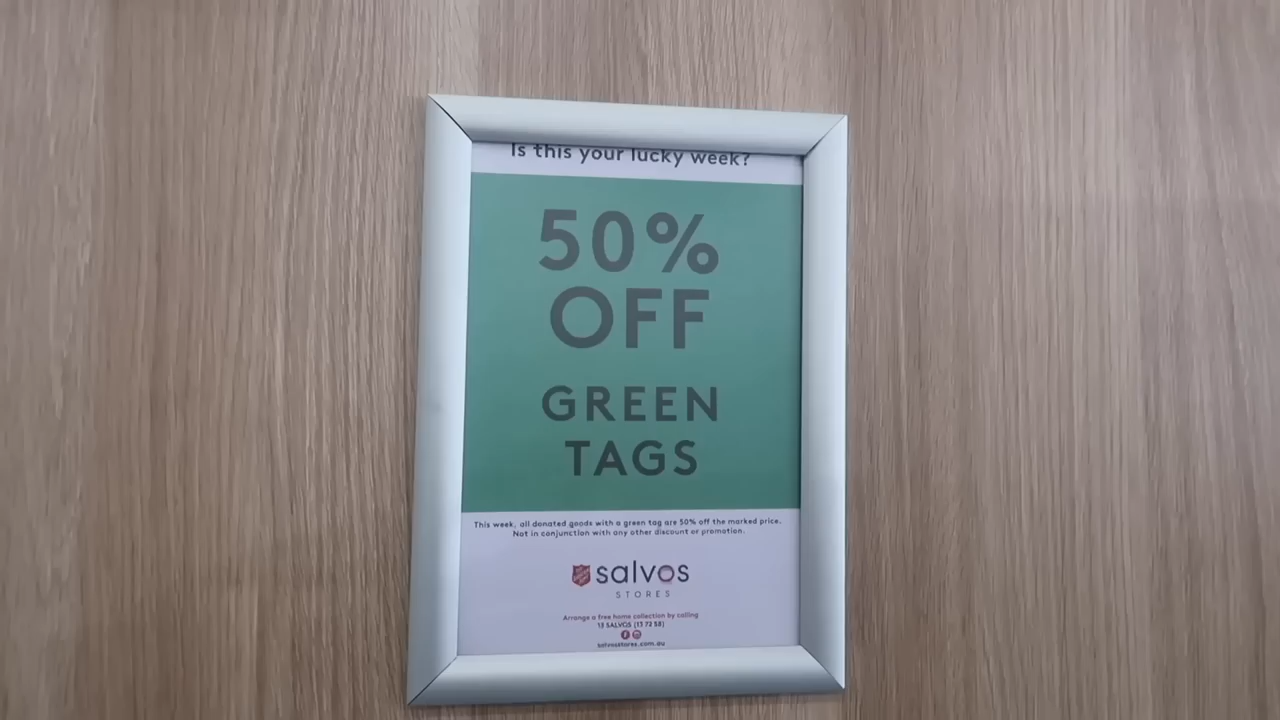 Is this your lucky week?
50%
OFF
GREEN
TAGS
This week, all donated goods with a green tag are 50% off the marked price.
Not in conjunction with any other discount or promotion.
salvos
STORES
Arrange a free home collection by calling
13 SALVOS (13 72 58)
salvosstores.com.au